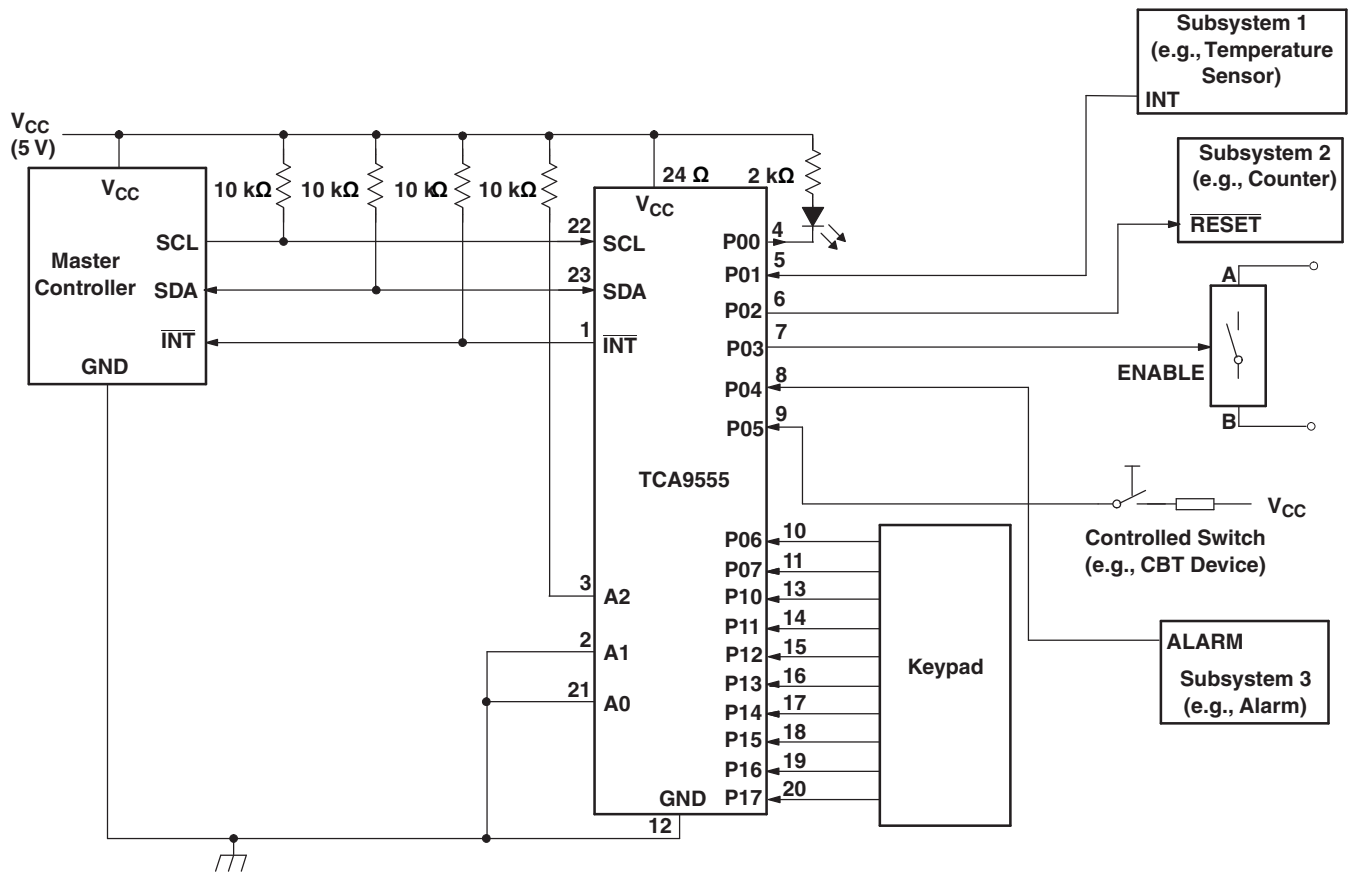 Subsystem 1
(e.g., Temperature
Sensor)
INT
VCC
(5 V)
Subsystem 2
(e.g., Counter)
RESET
VCC
10 kΩ
10 kΩ
10 kΩ
10 kΩ
24 Ω
2 kΩ
VCC
Master
Controller
SCL
SDA
INT
GND
22
SCL
23
SDA
1
INT
P00
4
P01
5
P02
6
P03
7
P04
8
P05
9
A
ENABLE
B
TCA9555
VCC
Controlled Switch
(e.g., CBT Device)
P06
10
P07
11
P10
13
P11
14
P12
15
P13
16
P14
17
P15
18
P16
19
P17
20
Keypad
3
A2
2
A1
21
A0
ALARM
Subsystem 3
(e.g., Alarm)
GND
12